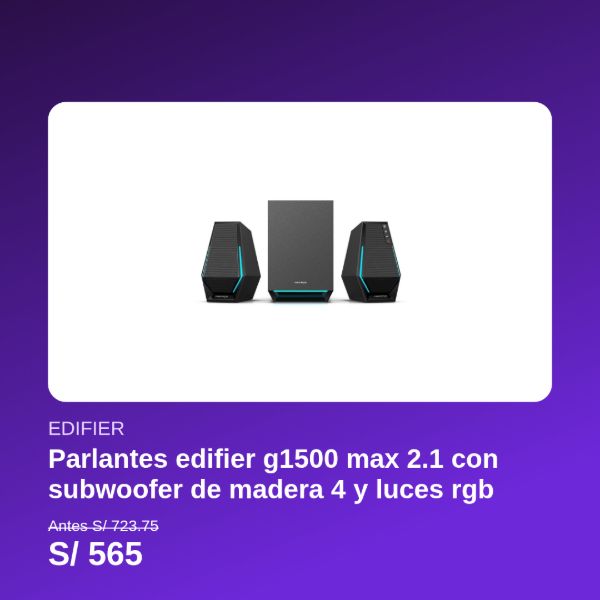 EDIFIER
Parlantes edifier g1500 max 2.1 con
subwoofer de madera 4 y luces rgb
Antes S/ 723.75
S/ 565